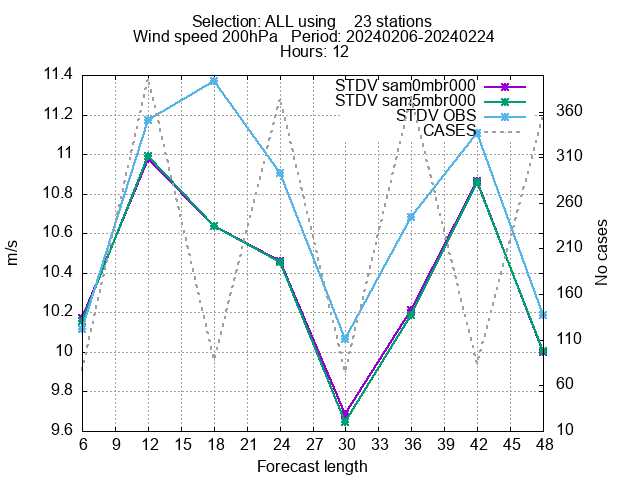 Selection: ALL using    23 stations
Wind speed 200hPa   Period: 20240206-20240224
Hours: 12
STDV sam0mbr000
STDV sam5mbr000
STDV OBS
CASES
11.4
11.2
11
10.8
10.6
10.4
10.2
10
9.8
9.6
m/s
360
310
260
210
160
110
60
10
No cases
6 9 12 15 18 21 24 27 30 33 36 39 42 45 48
Forecast length